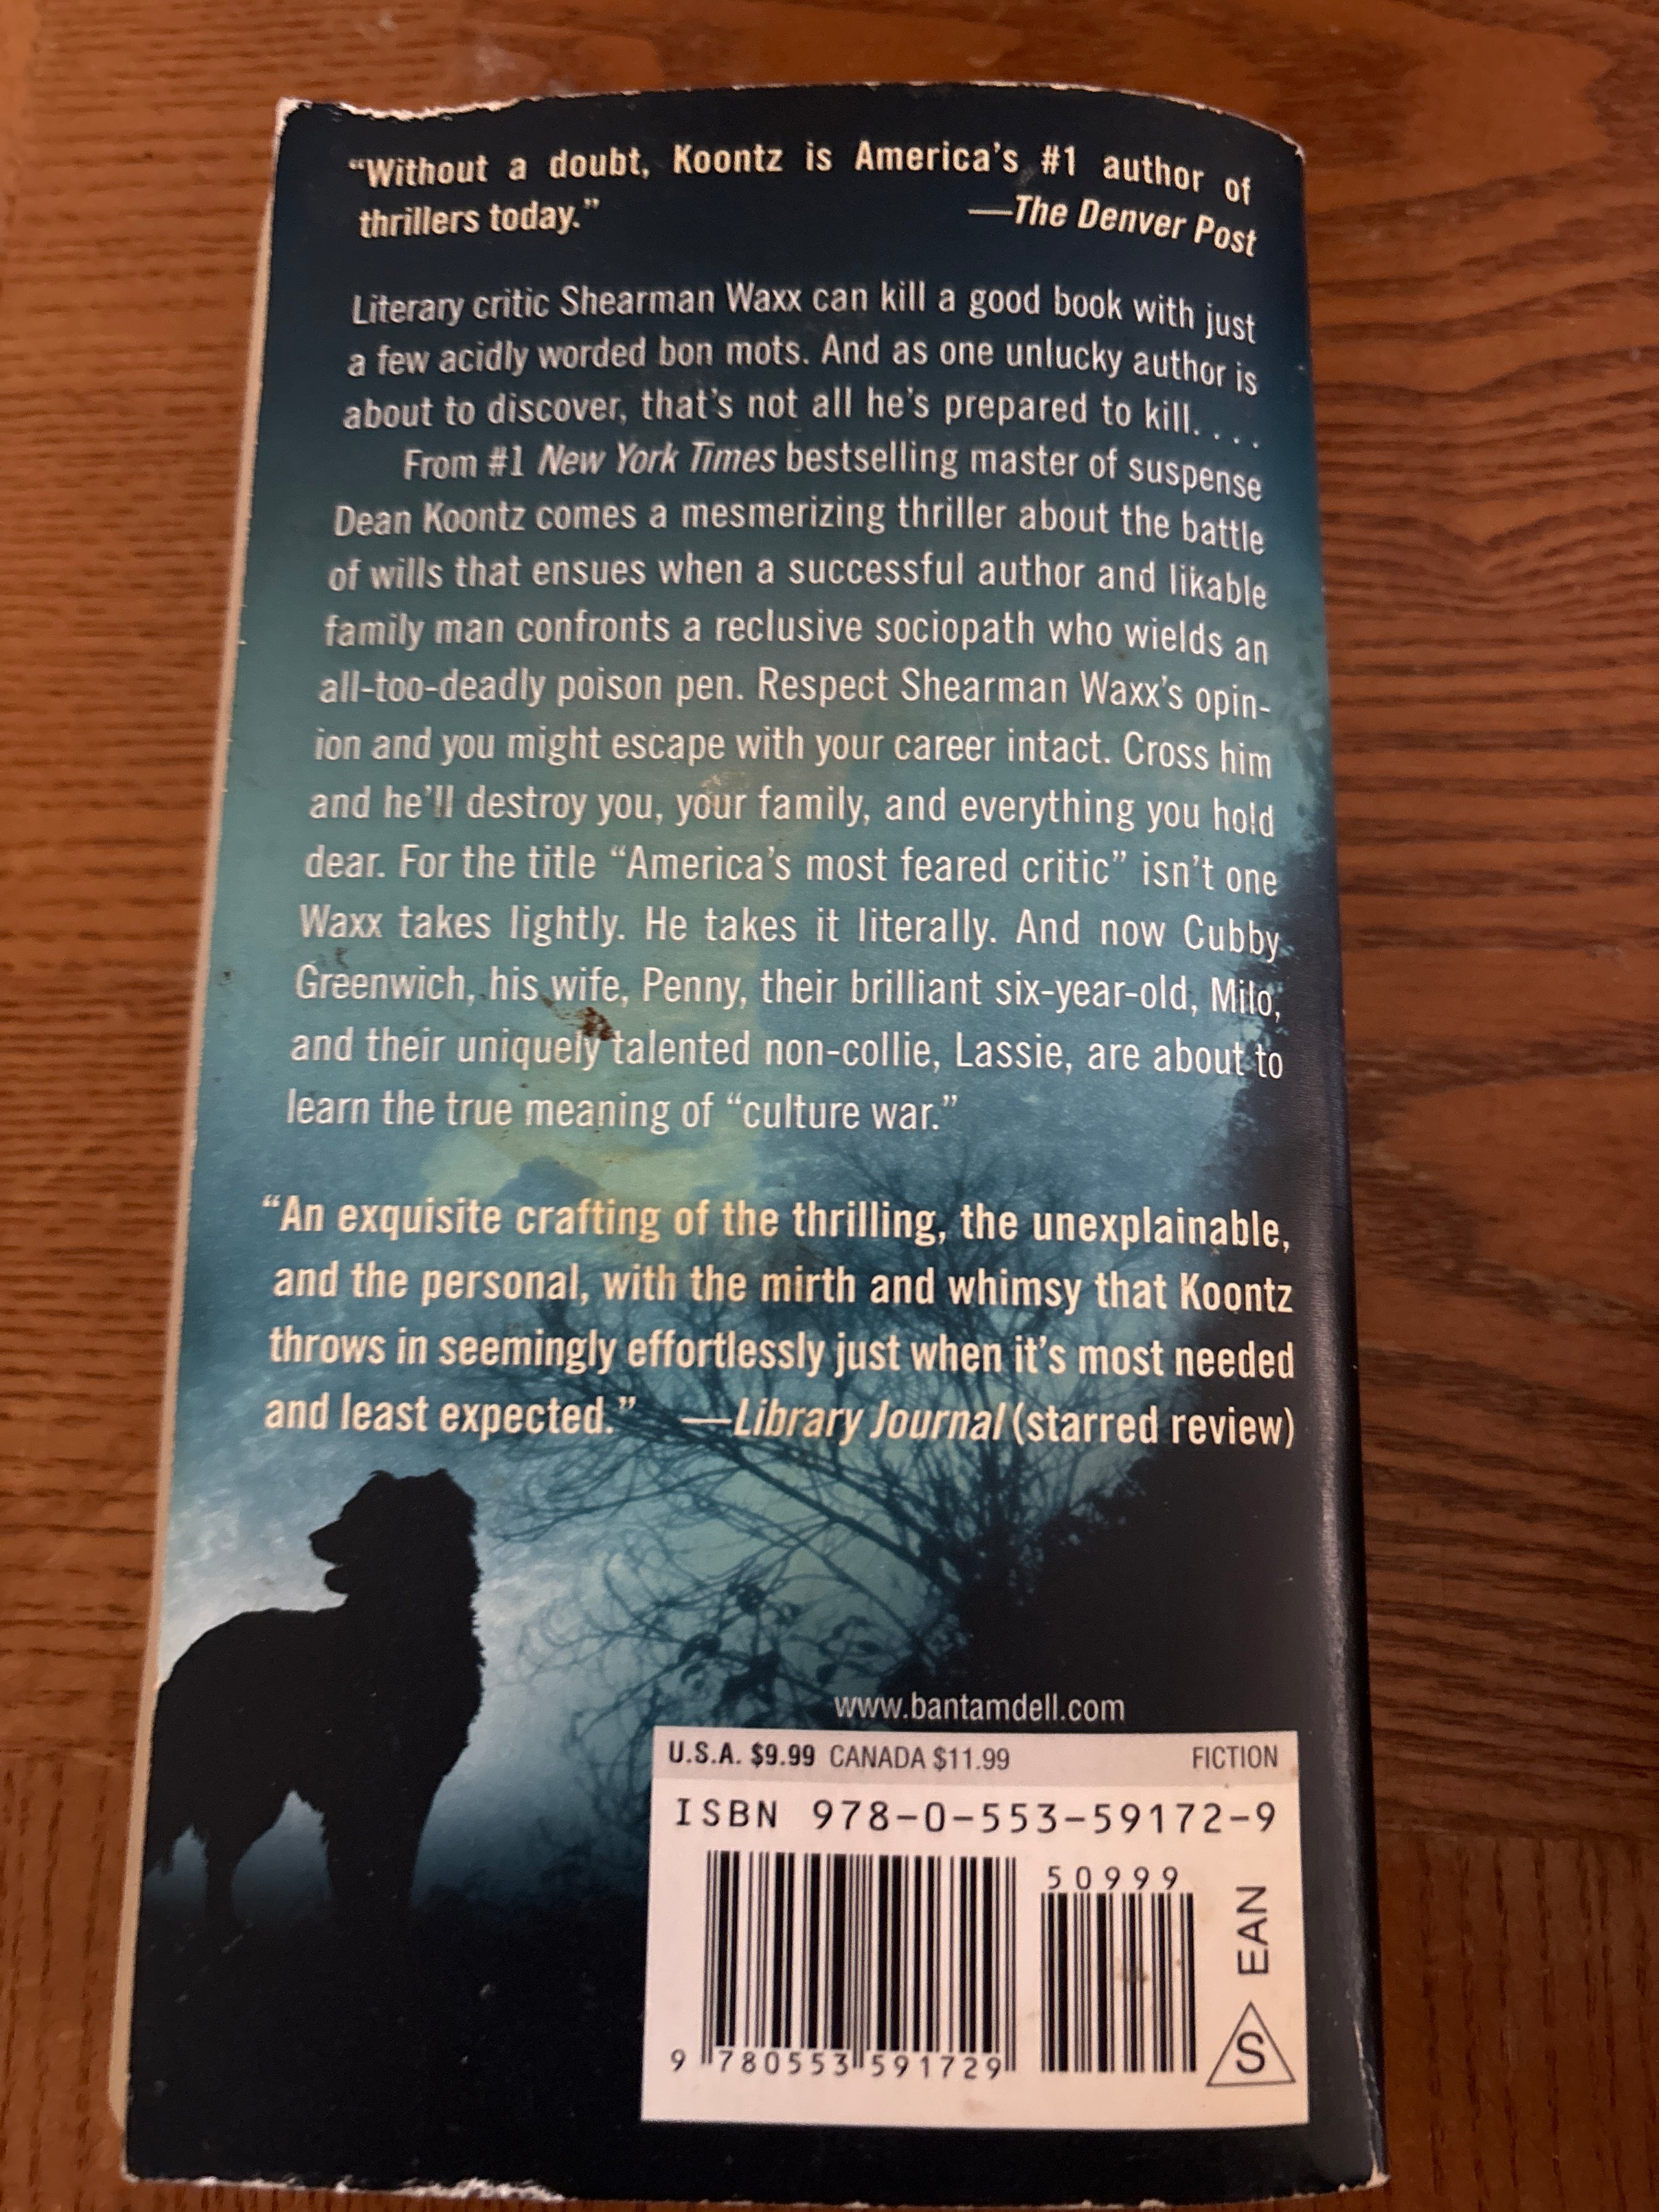 “Without a doubt, Koontz is America’s #1 author of
thrillers today.” —The Denver Post
Literary critic Shearman Waxx can kill a good book with just
a few acidly worded bon mots. And as one unlucky author is
about to discover, that’s not all he’s prepared to kill. . . .
From #1 New York Times bestselling master of suspense
Dean Koontz comes a mesmerizing thriller about the battle
of wills that ensues when a successful author and likable
family man confronts a reclusive sociopath who wields an
all-too-deadly poison pen. Respect Shearman Waxx’s opin-
ion and you might escape with your career intact. Cross him
and he’ll destroy you, your family, and everything you hold
dear. For the title “America’s most feared critic” isn’t one
Waxx takes lightly. He takes it literally. And now Cubby
Greenwich, his wife, Penny, their brilliant six-year-old, Milo,
and their uniquely talented non-collie, Lassie, are about to
learn the true meaning of “culture war.”
“An exquisite crafting of the thrilling, the unexplainable,
and the personal, with the mirth and whimsy that Koontz
throws in seemingly effortlessly just when it’s most needed
and least expected.” —Library Journal (starred review)
www.bantamdell.com
U.S.A. $9.99 CANADA $11.99 FICTION
ISBN 978-0-553-59172-9
50999
9 780553 591729
EAN
S